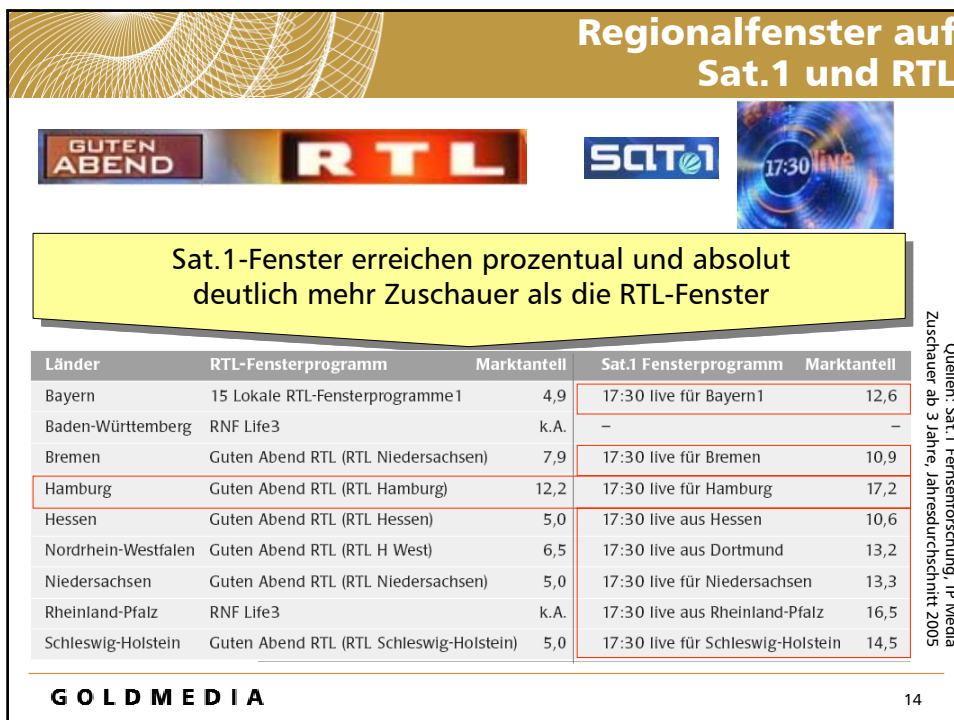 Regionalfenster auf
Sat.1 und RTL
GUTEN
ABEND
RTL
SAT1
17:30 live
Sat.1-Fenster erreichen prozentual und absolut
deutlich mehr Zuschauer als die RTL-Fenster
Länder RTL-Fensterprogramm Marktanteil Sat.1 Fensterprogramm Marktanteil
Bayern 15 Lokale RTL-Fensterprogramme1 4,9 17:30 live für Bayern1 12,6
Baden-Württemberg RNF Life3 k.A. – –
Bremen Guten Abend RTL (RTL Niedersachsen) 7,9 17:30 live für Bremen 10,9
Hamburg Guten Abend RTL (RTL Hamburg) 12,2 17:30 live für Hamburg 17,2
Hessen Guten Abend RTL (RTL Hessen) 5,0 17:30 live aus Hessen 10,6
Nordrhein-Westfalen Guten Abend RTL (RTL H West) 6,5 17:30 live aus Dortmund 13,2
Niedersachsen Guten Abend RTL (RTL Niedersachsen) 5,0 17:30 live für Niedersachsen 13,3
Rheinland-Pfalz RNF Life3 k.A. 17:30 live aus Rheinland-Pfalz 16,5
Schleswig-Holstein Guten Abend RTL (RTL Schleswig-Holstein) 5,0 17:30 live für Schleswig-Holstein 14,5
Quellen: Sat.1 Fernsehforschung, IP Media
Zuschauer ab 3 Jahre, Jahresdurchschnitt 2005
GOLDMEDIA
14